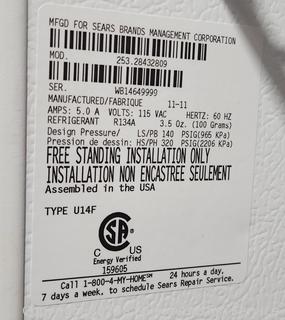 MFGD FOR SEARS BRANDS MANAGEMENT CORPORATION
MOD. 253.28432809
SER. WB14649999
MANUFACTURED/FABRIQUE 11-11
AMPS: 5.0 A VOLTS: 115 VAC HERTZ: 60 HZ
REFRIGERANT R134A 3.5 Oz. (100 Grams)
Design Pressure/ LS/PB 140 PSIG(965 KPa)
Pression de dessin: HS/PH 320 PSIG(2206 KPa)
FREE STANDING INSTALLATION ONLY
INSTALLATION NON ENCASTREE SEULEMENT
Assembled in the USA
TYPE U14F
SA
C US
Energy Verified
159605
Call 1-800-4-MY-HOME℠ 24 hours a day,
7 days a week, to schedule Sears Repair Service.